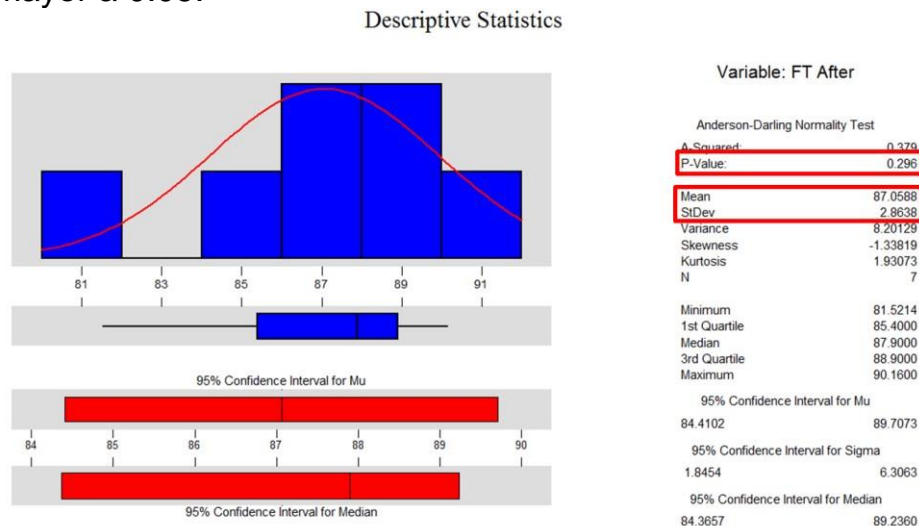 mayor a 0.05.
Descriptive Statistics
Variable: FT After
Anderson-Darling Normality Test
A-Squared: 0.379
P-Value: 0.296
Mean 87.0588
StDev 2.8638
Variance 8.20129
Skewness -1.33819
Kurtosis 1.93073
N 7
Minimum 81.5214
1st Quartile 85.4000
Median 87.9000
3rd Quartile 88.9000
Maximum 90.1600
95% Confidence Interval for Mu
84.4102 89.7073
95% Confidence Interval for Sigma
1.8454 6.3063
95% Confidence Interval for Median
84.3657 89.2360
81 83 85 87 89 91
95% Confidence Interval for Mu
84 85 86 87 88 89 90
95% Confidence Interval for Median